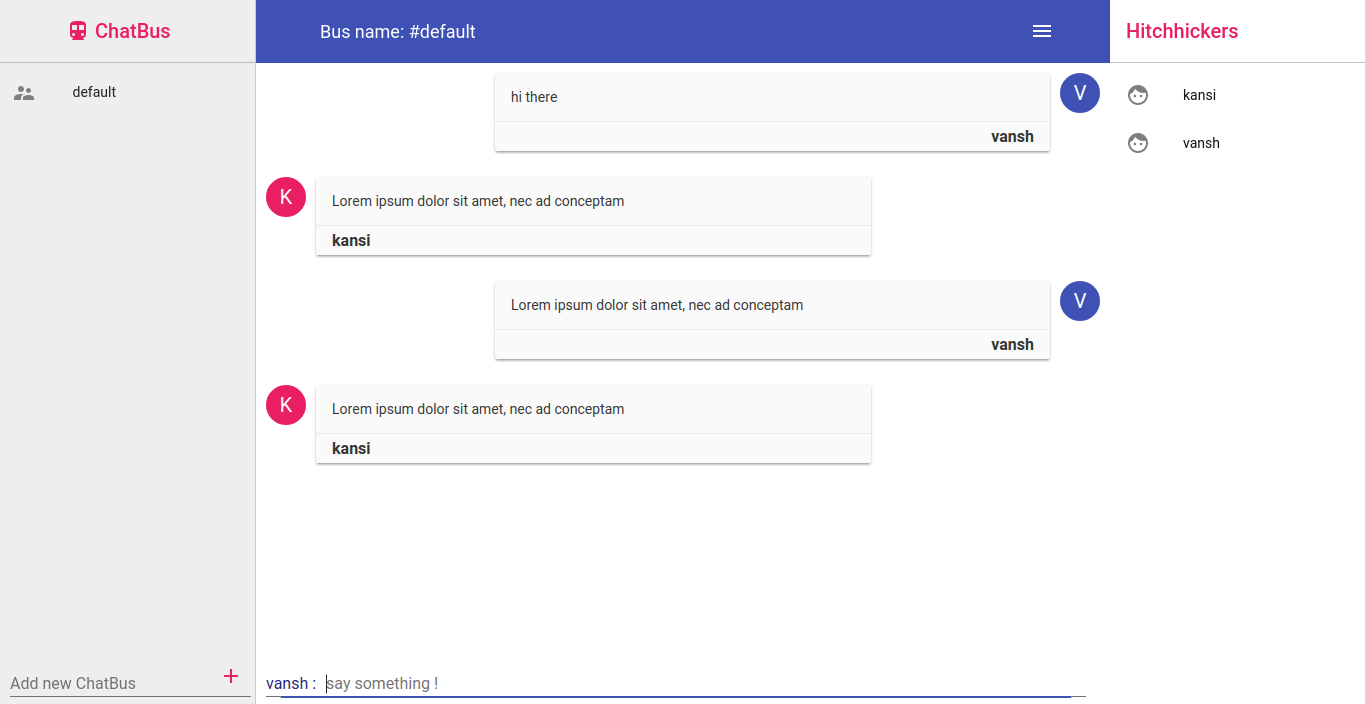 ChatBus
default
Add new ChatBus
Bus name: #default
hi there
vansh
V
K
Lorem ipsum dolor sit amet, nec ad conceptam
kansi
Lorem ipsum dolor sit amet, nec ad conceptam
vansh
V
K
Lorem ipsum dolor sit amet, nec ad conceptam
kansi
vansh : say something !
Hitchhickers
kansi
vansh